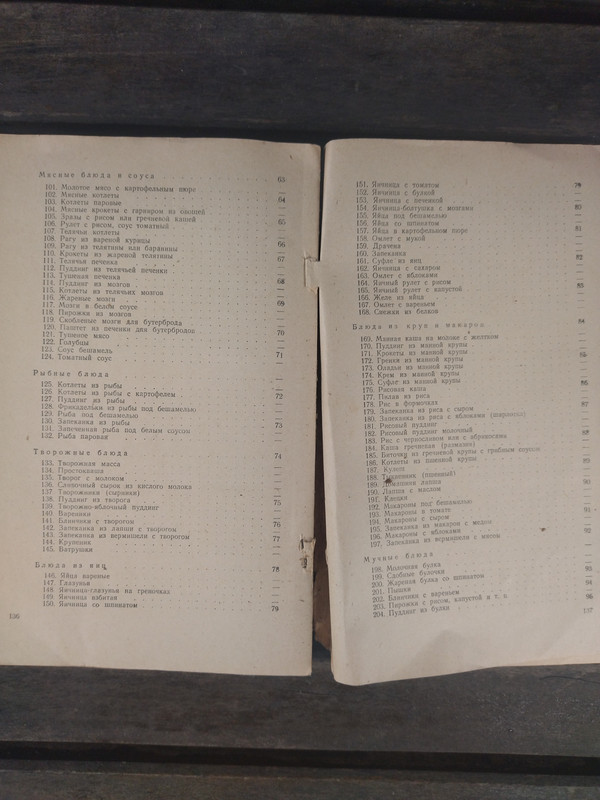 Мясные блюда и соуса
63
101. Молотое мясо с картофельным пюре —
102. Мясные котлеты —
103. Котлеты паровые 64
104. Мясные крокеты с гарниром из овощей —
105. Зразы с рисом или гречневой кашей —
106. Рулет с рисом, соус томатный 65
107. Телячьи котлеты —
108. Рагу из вареной курицы —
109. Рагу из телятины или баранины 66
110. Крокеты из жареной телятины —
111. Телячья печенка 67
112. Пуддинг из телячьей печенки —
113. Тушеная печенка —
114. Пуддинг из мозгов 68
115. Котлеты из телячьих мозгов —
116. Жареные мозги —
117. Мозги в белом соусе 69
118. Пирожки из мозгов —
119. Скобленые мозги для бутерброда —
120. Паштет из печенки для бутербродов 70
121. Тушеное мясо —
122. Голубцы —
123. Соус бешамель 71
124. Томатный соус —
Рыбные блюда
125. Котлеты из рыбы —
126. Котлеты из рыбы с картофелем 72
127. Пуддинг из рыбы —
128. Фрикадельки из рыбы под бешамелью —
129. Рыба под бешамелью —
130. Запеканка из рыбы 73
131. Запеченная рыба под белым соусом —
132. Рыба паровая —
Творожные блюда
74
133. Творожная масса —
134. Простокваша —
135. Творог с молоком —
136. Сливочный сырок из кислого молока —
137. Творожники (сырники) —
138. Пуддинг из творога 75
139. Творожно-яблочный пуддинг —
140. Вареники —
141. Блинчики с творогом 76
142. Запеканка из лапши с творогом —
143. Запеканка из вермишели с творогом 77
144. Крупеник —
145. Ватрушки —
Блюда из яиц
78
146. Яйца вареные —
147. Глазунья —
148 Яичница-глазунья на греночках —
149. Яичница взбитая —
150. Яичница со шпинатом 79
136
151. Яичница с томатом 79
152. Яичница с булкой —
153. Яичница с ветчиной —
154. Яичница-болтушка с мозгами 80
155. Яйца под бешамелью —
156. Яйца со шпинатом —
157. Яйца в картофельном пюре 81
158. Омлет с мукой —
159. Драчена —
160. Запеканка 82
161. Суфле из яиц —
162. Яичница с сахаром —
163. Омлет с яблоками —
164. Яичный рулет с рисом 83
165. Яичный рулет с капустой —
166. Желе из яйца —
167. Омлет с вареньем —
168. Снежки из белков —
Блюда из круп и макарон
84
169. Манная каша на молоке с желтком —
170. Пуддинг из манной крупы —
171. Крокеты из манной крупы 85
172. Гренки из манной крупы —
173. Оладьи из манной крупы —
174. Крем из манной крупы —
175. Суфле из манной крупы 86
176. Рисовая каша —
177. Пилав из риса —
178. Рис в формочках 87
179. Запеканка из риса с сыром —
180. Запеканка из риса с яблоками —
181. Рисовый пуддинг —
182. Рисовый пуддинг молочный 88
183. Рис с черносливом или с абрикосами —
184. Каша гречневая (размазня) —
185. Биточки из гречневой крупы с грибным соусом —
186. Котлеты из пшенной крупы —
187. Кулеш —
188. (пшенный) —
189. Домашняя лапша 90
190. Лапша с маслом —
191. Клецки —
192. Макароны под бешамелью 91
193. Макароны в томате —
194. Макароны с сыром —
195. Запеканка из макарон с медом —
196. Макароны с яблоками —
197. Запеканка из вермишели с
Мучные блюда
198. Молочная булка 93
199. Сдобные булочки —
200. Жареная булка со шпинатом —
201. Пышки —
202. Блинчики с вареньем 94
203. Пирожки с рисом, капустой и т. п. 96
204. Пуддинг из булки —
137